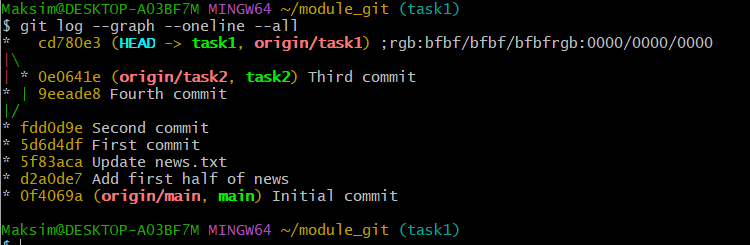 Maksim@DESKTOP-A03BF7M MINGW64 ~/module_git (task1)
$ git log --graph --oneline --all
*   cd780e3 (HEAD -> task1, origin/task1) ;rgb:bfbf/bfbf/bfbfrgb:0000/0000/0000
|\
| * 0e0641e (origin/task2, task2) Third commit
* | 9eeade8 Fourth commit
|/
* fdd0d9e Second commit
* 5d6d4df First commit
* 5f83aca Update news.txt
* d2a0de7 Add first half of news
* 0f4069a (origin/main, main) Initial commit
Maksim@DESKTOP-A03BF7M MINGW64 ~/module_git (task1)
$